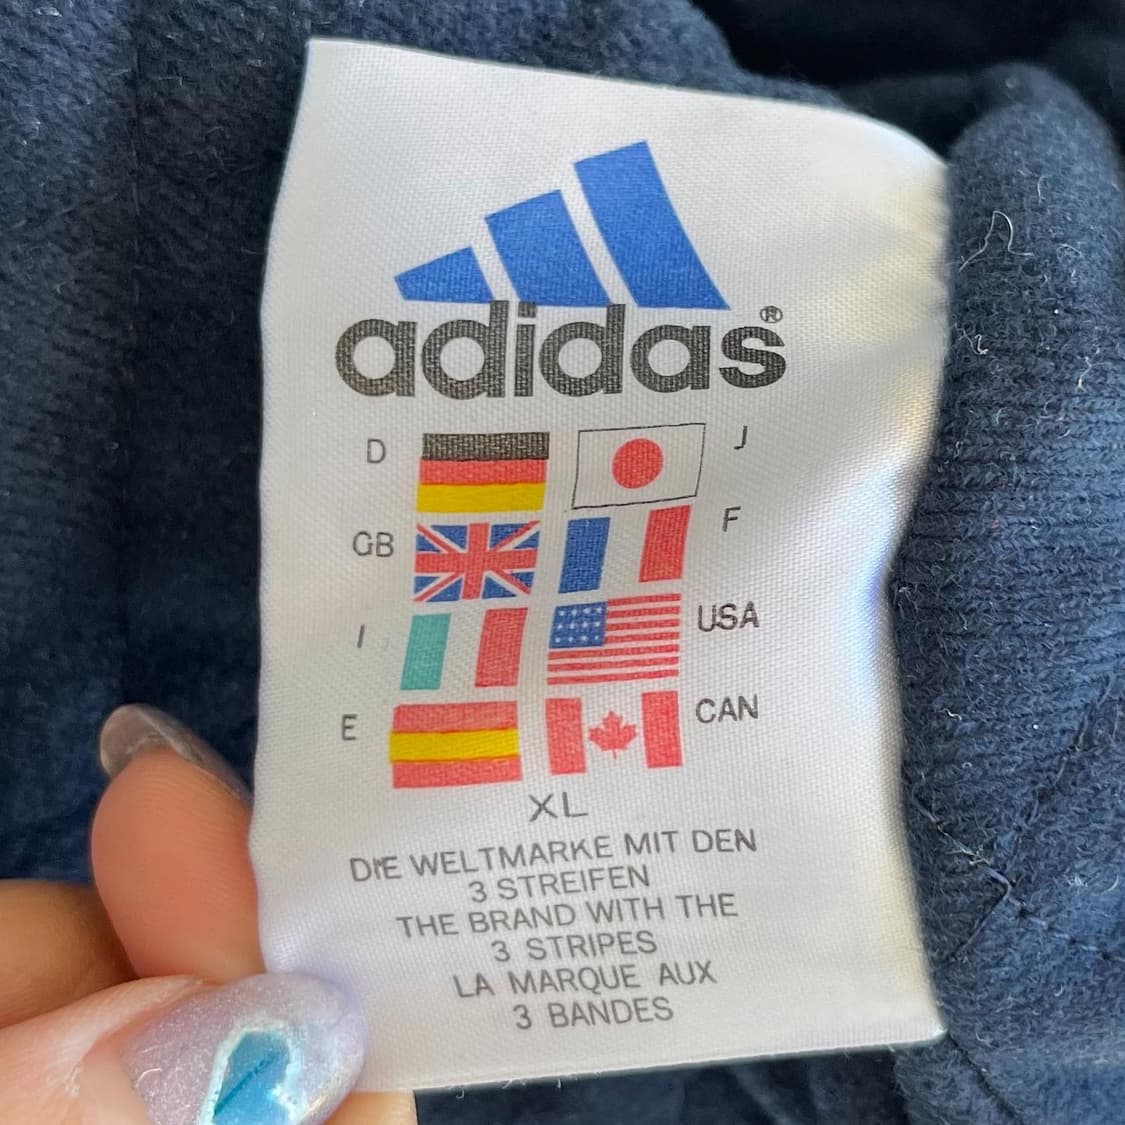 adidas®
D J
GB F
I USA
E CAN
XL
DIE WELTMARKE MIT DEN
3 STREIFEN
THE BRAND WITH THE
3 STRIPES
LA MARQUE AUX
3 BANDES